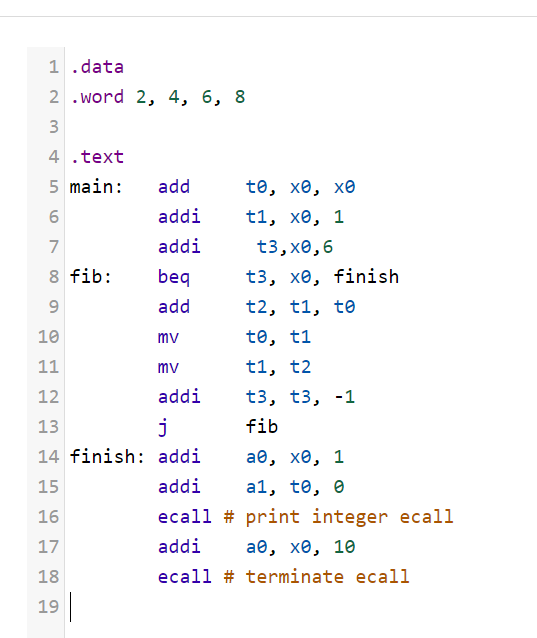 1 .data
2 .word 2, 4, 6, 8
3
4 .text
5 main:   add     t0, x0, x0
6         addi    t1, x0, 1
7         addi     t3,x0,6
8 fib:    beq     t3, x0, finish
9         add     t2, t1, t0
10         mv      t0, t1
11         mv      t1, t2
12         addi    t3, t3, -1
13         j       fib
14 finish: addi    a0, x0, 1
15         addi    a1, t0, 0
16         ecall # print integer ecall
17         addi    a0, x0, 10
18         ecall # terminate ecall
19